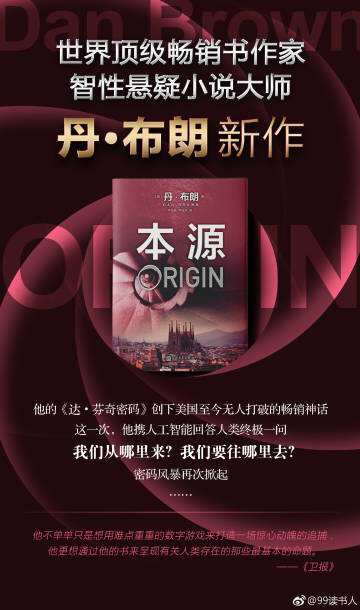 Dan Brown
世界顶级畅销书作家
智性悬疑小说大师
丹•布朗 新作
ORIGIN
丹•布朗
DAN BROWN
本源
ORIGIN
他的《达•芬奇密码》创下美国至今无人打破的畅销神话
这一次，他携人工智能回答人类终极一问
我们从哪里来？我们要往哪里去？
密码风暴再次掀起
……
他不单单只是想用难点重重的数字游戏来打造一场惊心动魄的追捕，
他更想通过他的书来呈现有关人类存在的那些最基本的命题。
——《卫报》
@99读书人